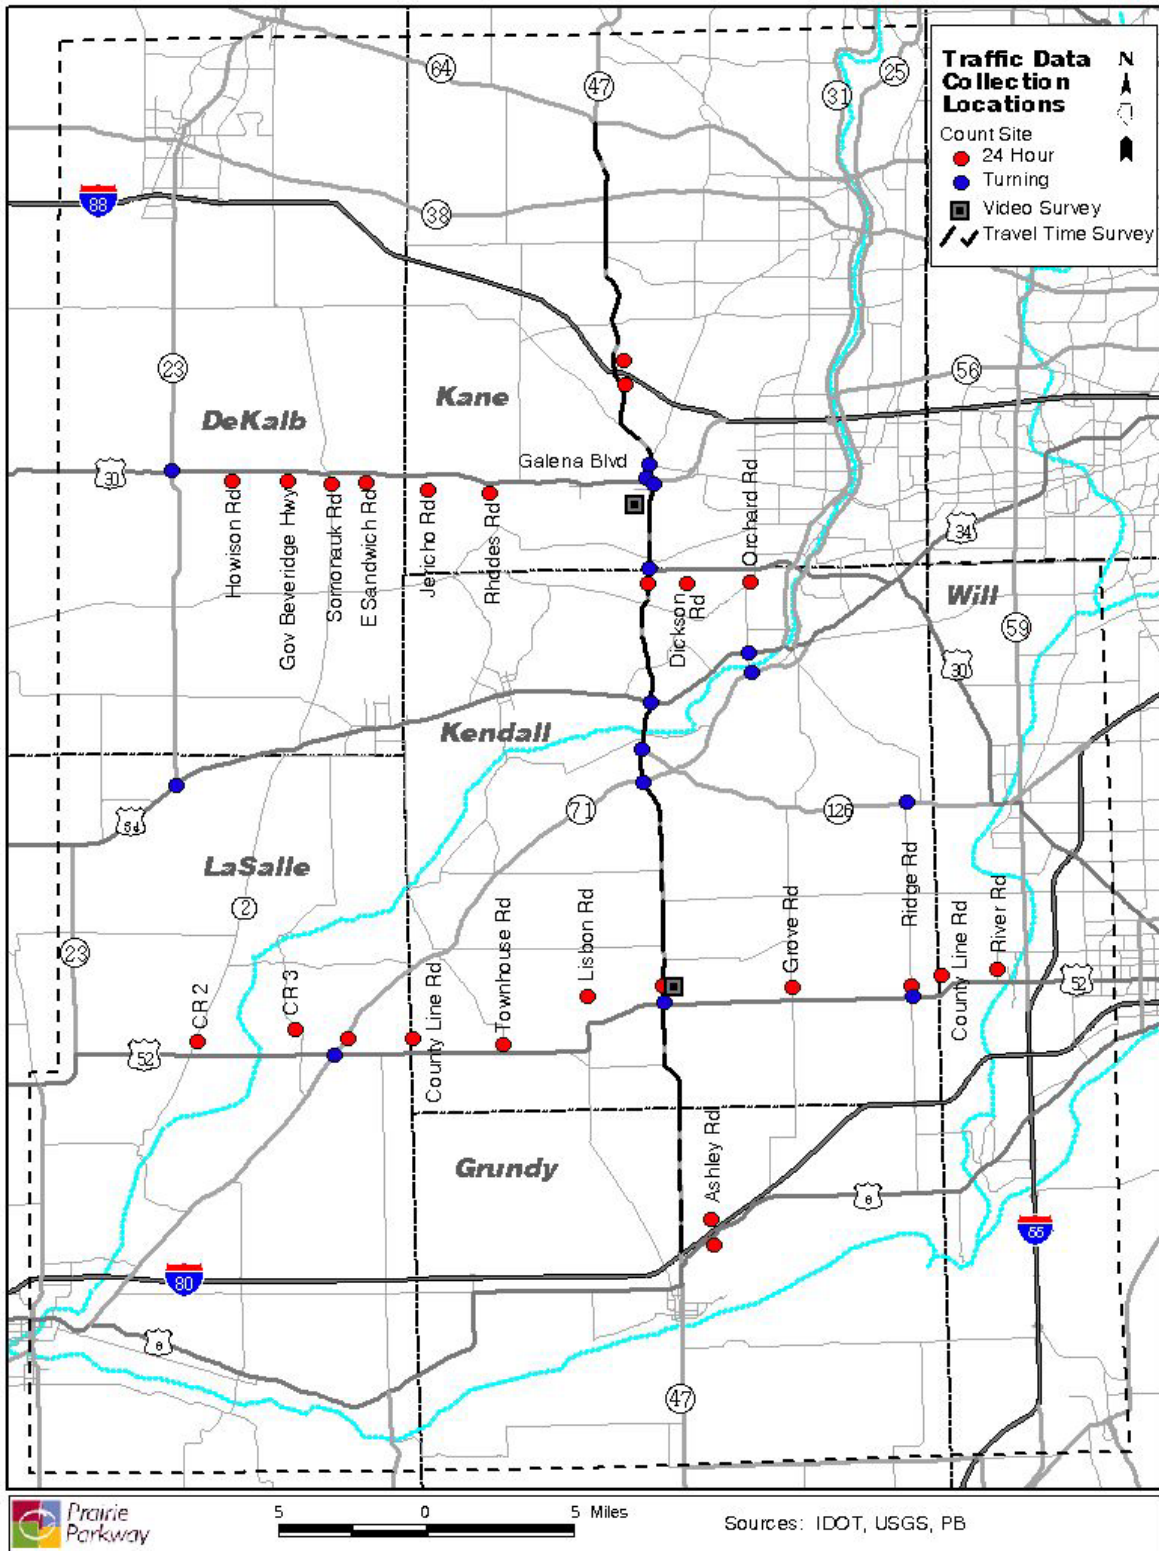 Traffic Data
Collection
Locations
N
Count Site
24 Hour
Turning
Video Survey
Travel Time Survey
64
47
31
25
88
38
23
56
Kane
DeKalb
30
Galena Blvd
Howison Rd
Gov Beveridge Hwy
Somonauk Rd
E Sandwich Rd
Jericho Rd
Rhodes Rd
Orchard Rd
34
Dickson
Rd
Will
59
30
Kendall
34
71
126
LaSalle
2
23
CR 2
CR 3
County Line Rd
Townhouse Rd
Lisbon Rd
Grove Rd
Ridge Rd
County Line Rd
River Rd
52
52
Grundy
Ashley Rd
6
55
80
6
47
Prairie
Parkway
5 0 5 Miles
Sources: IDOT, USGS, PB